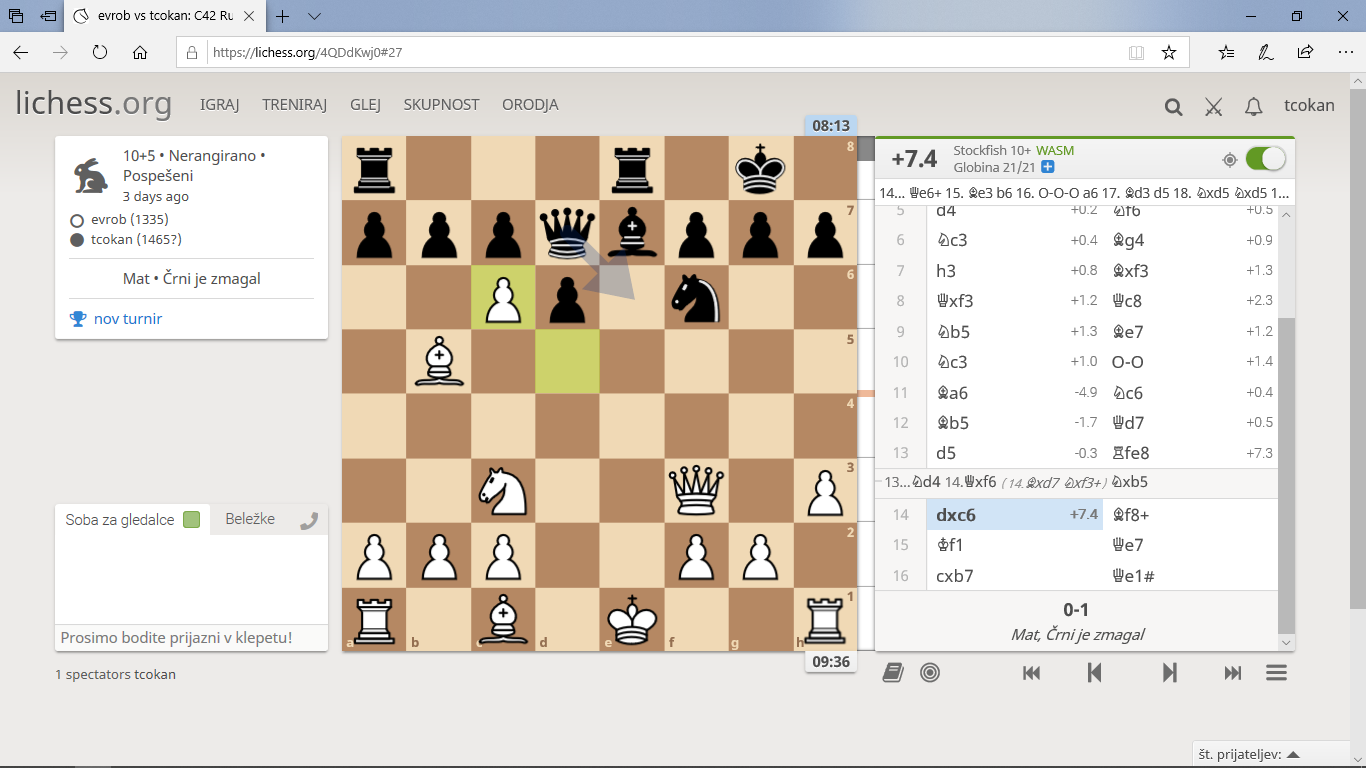 evrob vs tcokan: C42 Ru
https://lichess.org/4QDdKwj0#27
lichess.org IGRAJ TRENIRAJ GLEJ SKUPNOST ORODJA tcokan
10+5 • Nerangirano •
Pospešeni
3 days ago
evrob (1335)
tcokan (1465?)
Mat • Črni je zmagal
nov turnir
Soba za gledalce Beležke
Prosimo bodite prijazni v klepetu!
1 spectators tcokan
08:13
8
7
6
5
4
3
2
1
a b c d e f g h
09:36
+7.4 Stockfish 10+ WASM
Globina 21/21
14... ♕e6+ 15. ♗e3 b6 16. O-O-O a6 17. ♗d3 d5 18. ♘xd5 ♘xd5 1...
5 d4 +0.2 ♘f6 +0.5
6 ♘c3 +0.4 ♗g4 +0.9
7 h3 +0.8 ♗xf3 +1.3
8 ♕xf3 +1.2 ♕c8 +2.3
9 ♘b5 +1.3 ♗e7 +1.2
10 ♘c3 +1.0 O-O +1.4
11 ♗a6 -4.9 ♘c6 +0.4
12 ♗b5 -1.7 ♕d7 +0.5
13 d5 -0.3 ♖fe8 +7.3
13...♘d4 14.♕xf6 (14.♗xd7 ♘xf3+) ♘xb5
14 dxc6 +7.4 ♗f8+
15 ♔f1 ♕e7
16 cxb7 ♕e1#
0-1
Mat, Črni je zmagal
št. prijateljev: